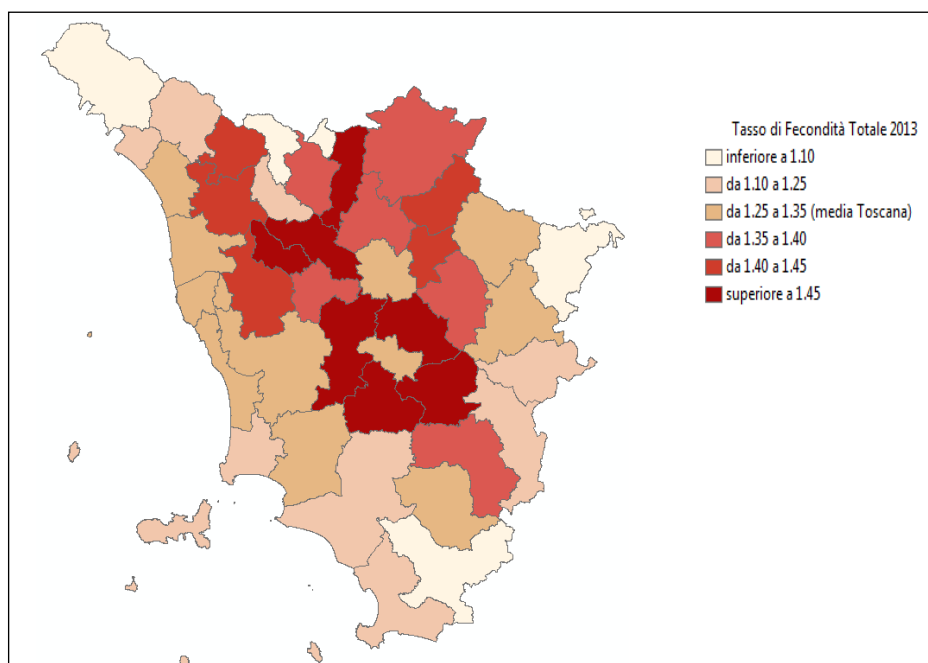 Tasso di Fecondità Totale 2013
inferiore a 1.10
da 1.10 a 1.25
da 1.25 a 1.35 (media Toscana)
da 1.35 a 1.40
da 1.40 a 1.45
superiore a 1.45